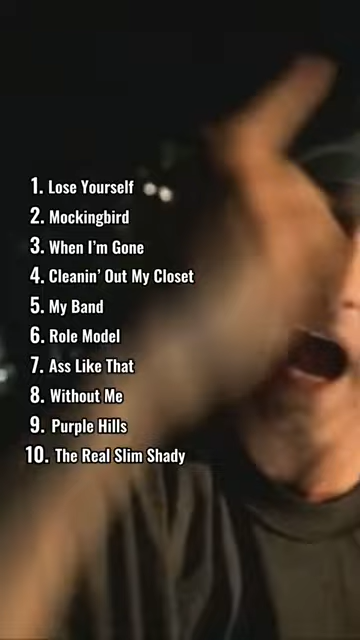 1. Lose Yourself
2. Mockingbird
3. When I'm Gone
4. Cleanin' Out My Closet
5. My Band
6. Role Model
7. Ass Like That
8. Without Me
9. Purple Hills
10. The Real Slim Shady